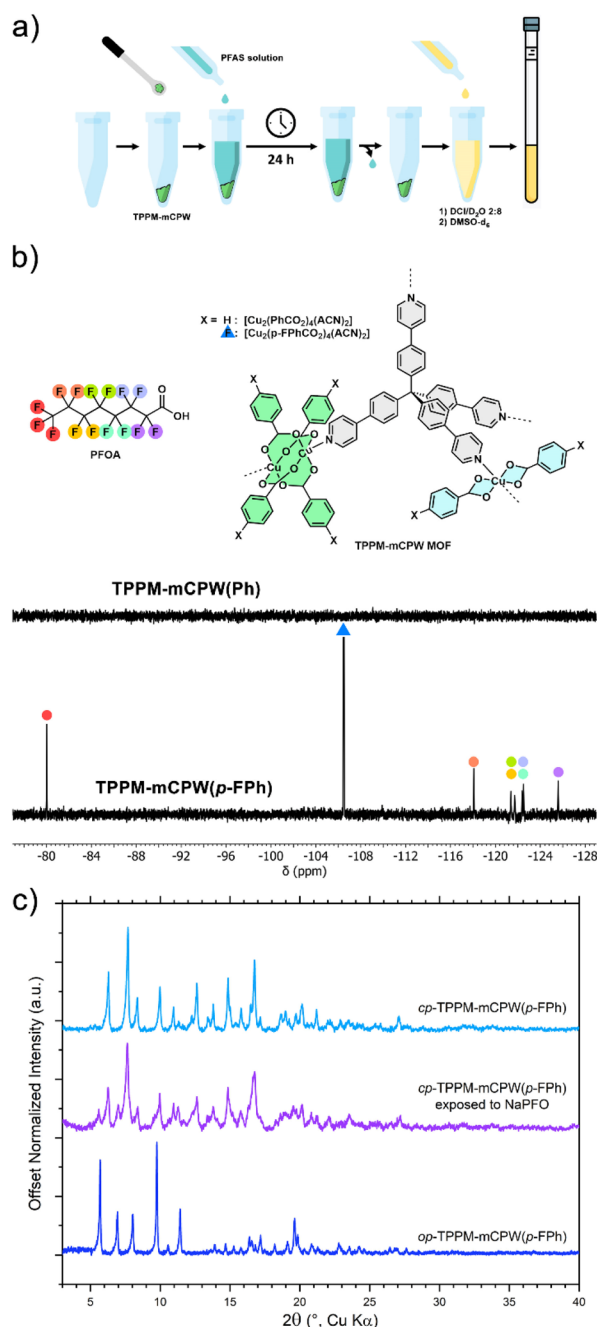 a)
PFAS solution
24 h
TPPM-mCPW
1) DCl/D₂O 2:8
2) DMSO-d₆
b)
X = H : [Cu₂(PhCO₂)₄(ACN)₂]
F : [Cu₂(p-FPhCO₂)₄(ACN)₂]
F F F F F F
F F F F F F F F F
O
OH
PFOA
N
X X
N N
O O O O
Cu Cu
O O O O
N
O O
Cu
O O
X
X
X X
TPPM-mCPW MOF
TPPM-mCPW(Ph)
TPPM-mCPW(p-FPh)
-80 -84 -88 -92 -96 -100 -104 -108 -112 -116 -120 -124 -128
δ (ppm)
c)
Offset Normalized Intensity (a.u.)
cp-TPPM-mCPW(p-FPh)
cp-TPPM-mCPW(p-FPh)
exposed to NaPFO
op-TPPM-mCPW(p-FPh)
5 10 15 20 25 30 35 40
2θ (°, Cu Kα)